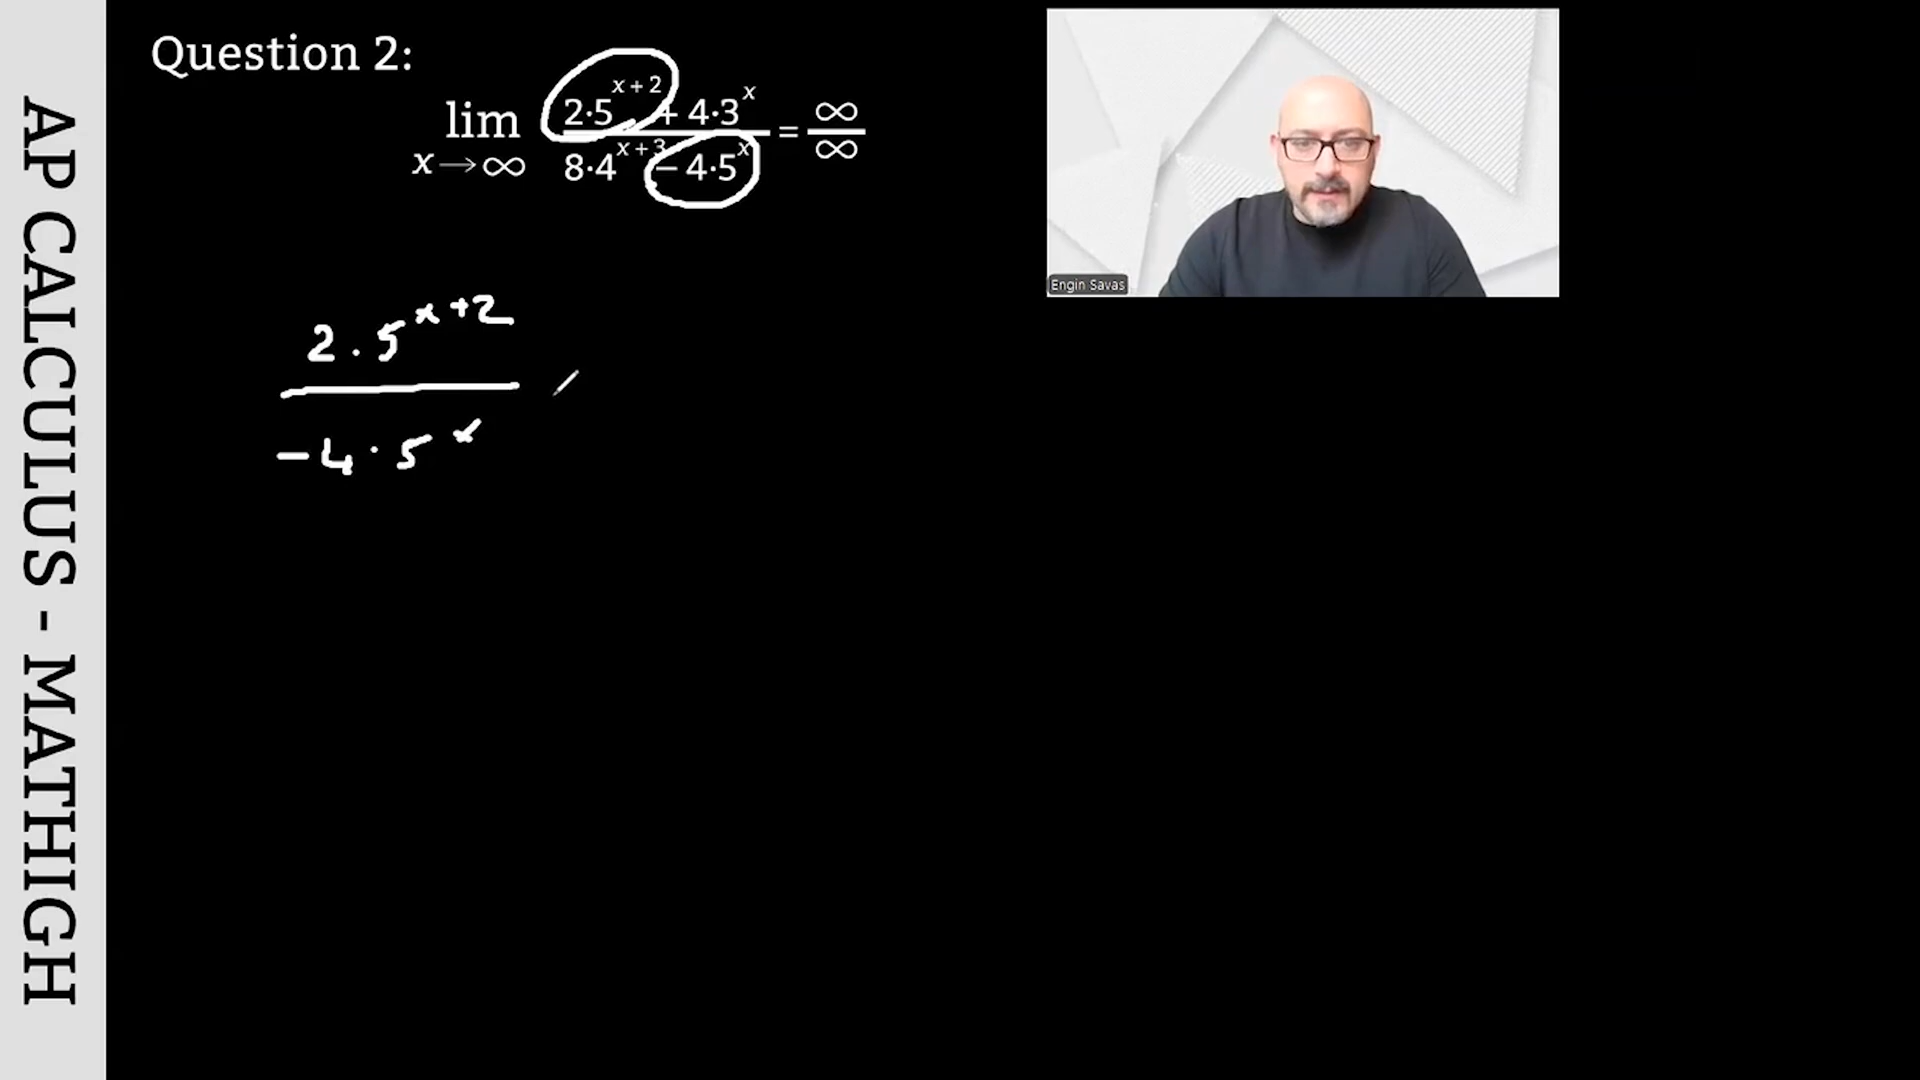 AP CALCULUS - MATHIGH
Question 2:
lim x→∞ (2·5^(x + 2) + 4·3^x) / (8·4^(x + 3) − 4·5^x) = ∞/∞
2 · 5^(x+2)
−4 · 5^x
Engin Savas